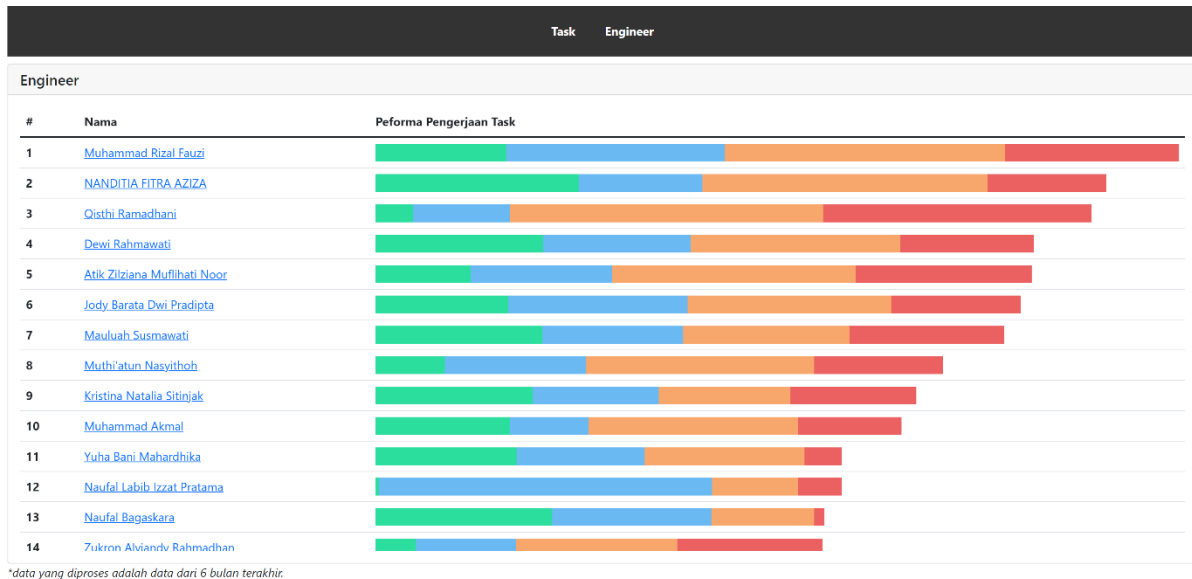 Task Engineer
Engineer
# Nama Peforma Pengerjaan Task
1 Muhammad Rizal Fauzi
2 NANDITIA FITRA AZIZA
3 Qisthi Ramadhani
4 Dewi Rahmawati
5 Atik Zilziana Muflihati Noor
6 Jody Barata Dwi Pradipta
7 Mauluah Susmawati
8 Muthi'atun Nasyithoh
9 Kristina Natalia Sitinjak
10 Muhammad Akmal
11 Yuha Bani Mahardhika
12 Naufal Labib Izzat Pratama
13 Naufal Bagaskara
14 Zukron Alviandy Rahmadhan
*data yang diproses adalah data dari 6 bulan terakhir.